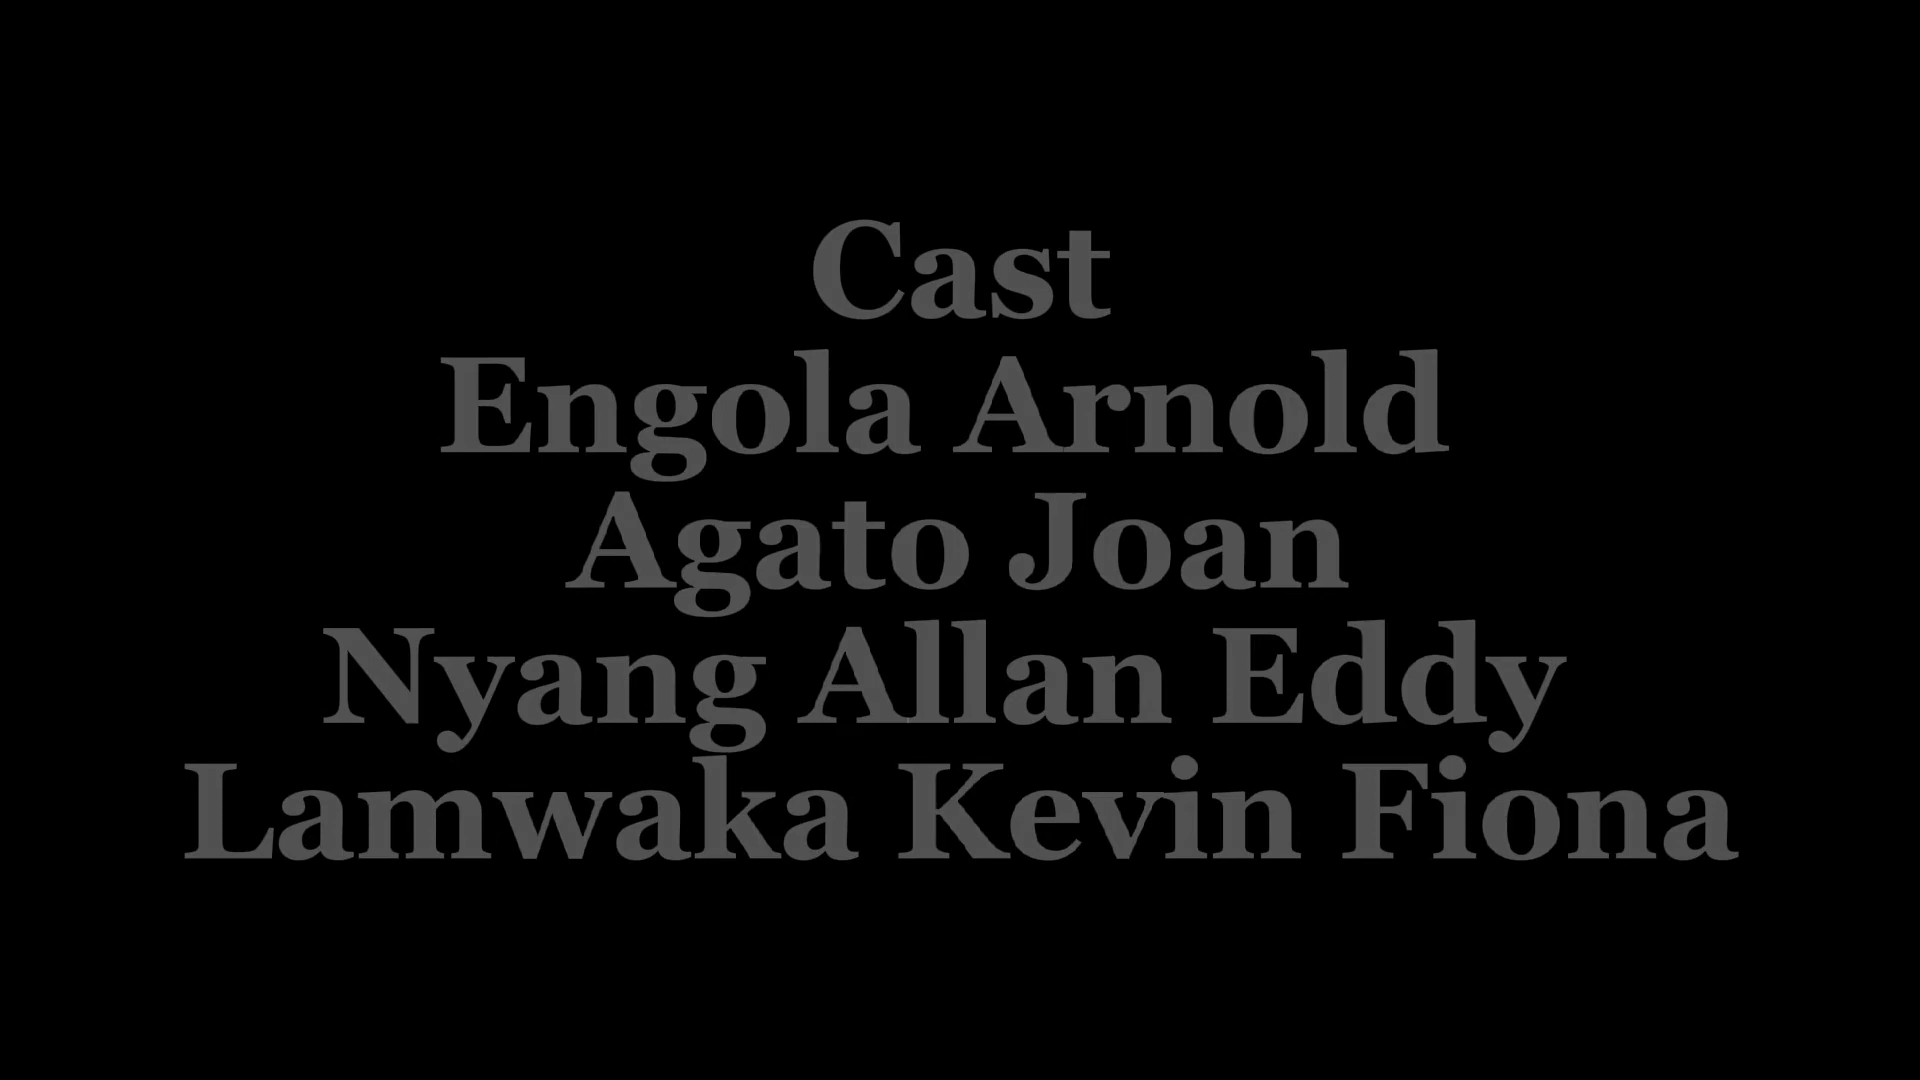 Cast
Engola Arnold
Agato Joan
Nyang Allan Eddy
Lamwaka Kevin Fiona